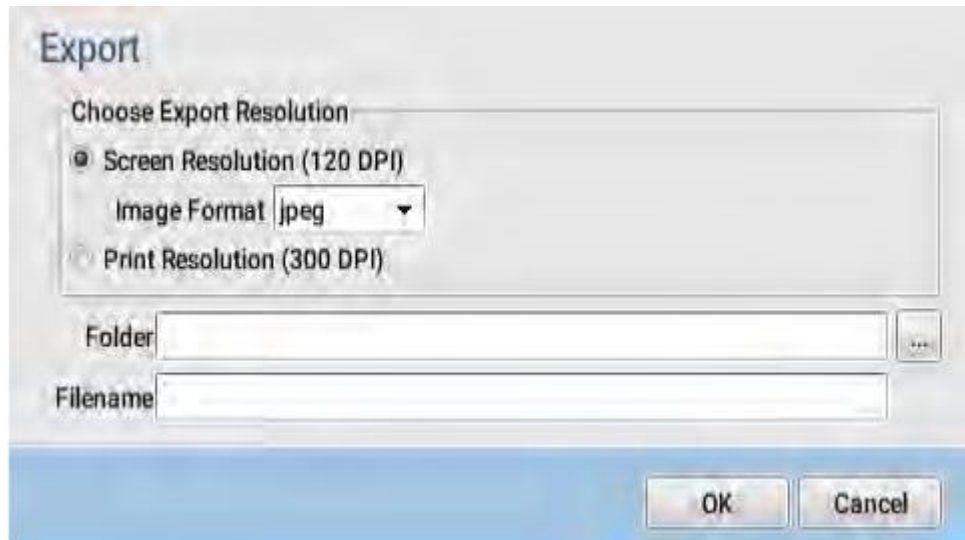 Export
Choose Export Resolution
Screen Resolution (120 DPI)
Image Format jpeg
Print Resolution (300 DPI)
Folder ...
Filename
OK Cancel